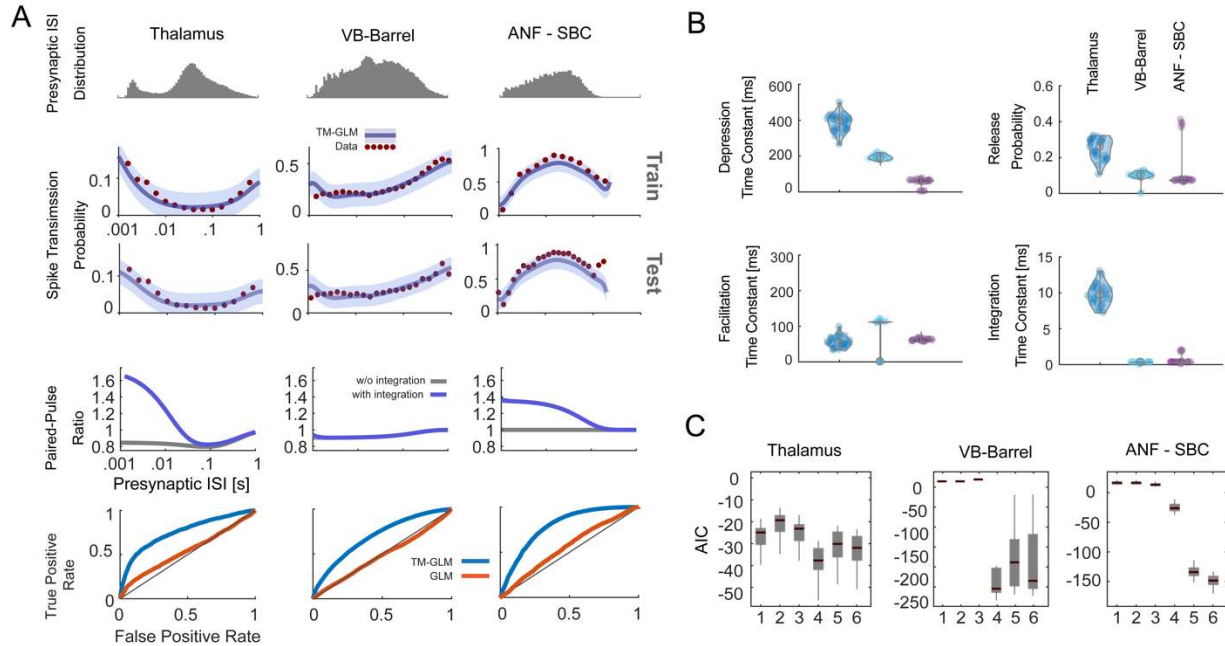 A
Presynaptic ISI
Distribution
Thalamus
VB-Barrel
ANF - SBC
Spike Transimssion
Probability
TM-GLM
Data
0.1
0
.001
.01
.1
1
0.5
0
1
0.5
0
Train
0.1
0
0.5
0
1
0.5
0
Test
Paired-Pulse
Ratio
1.6
1.4
1.2
1.0
0.8
w/o integration
with integration
1.6
1.4
1.2
1
0.8
1.6
1.4
1.2
1
0.8
.001
.01
.1
1
Presynaptic ISI [s]
True Positive
Rate
1
0.5
0
TM-GLM
GLM
0
1
0
1
0
1
False Positive Rate
B
Depression
Time Constant [ms]
600
400
200
0
Release
Probability
0.6
0.4
0.2
0
Thalamus
VB-Barrel
ANF - SBC
Facilitation
Time Constant [ms]
300
200
100
0
Integration
Time Constant [ms]
15
10
5
0
C
Thalamus
VB-Barrel
ANF - SBC
AIC
0
-10
-20
-30
-40
-50
1 2 3 4 5 6
0
-50
-100
-150
-200
-250
1 2 3 4 5 6
0
-50
-100
-150
1 2 3 4 5 6